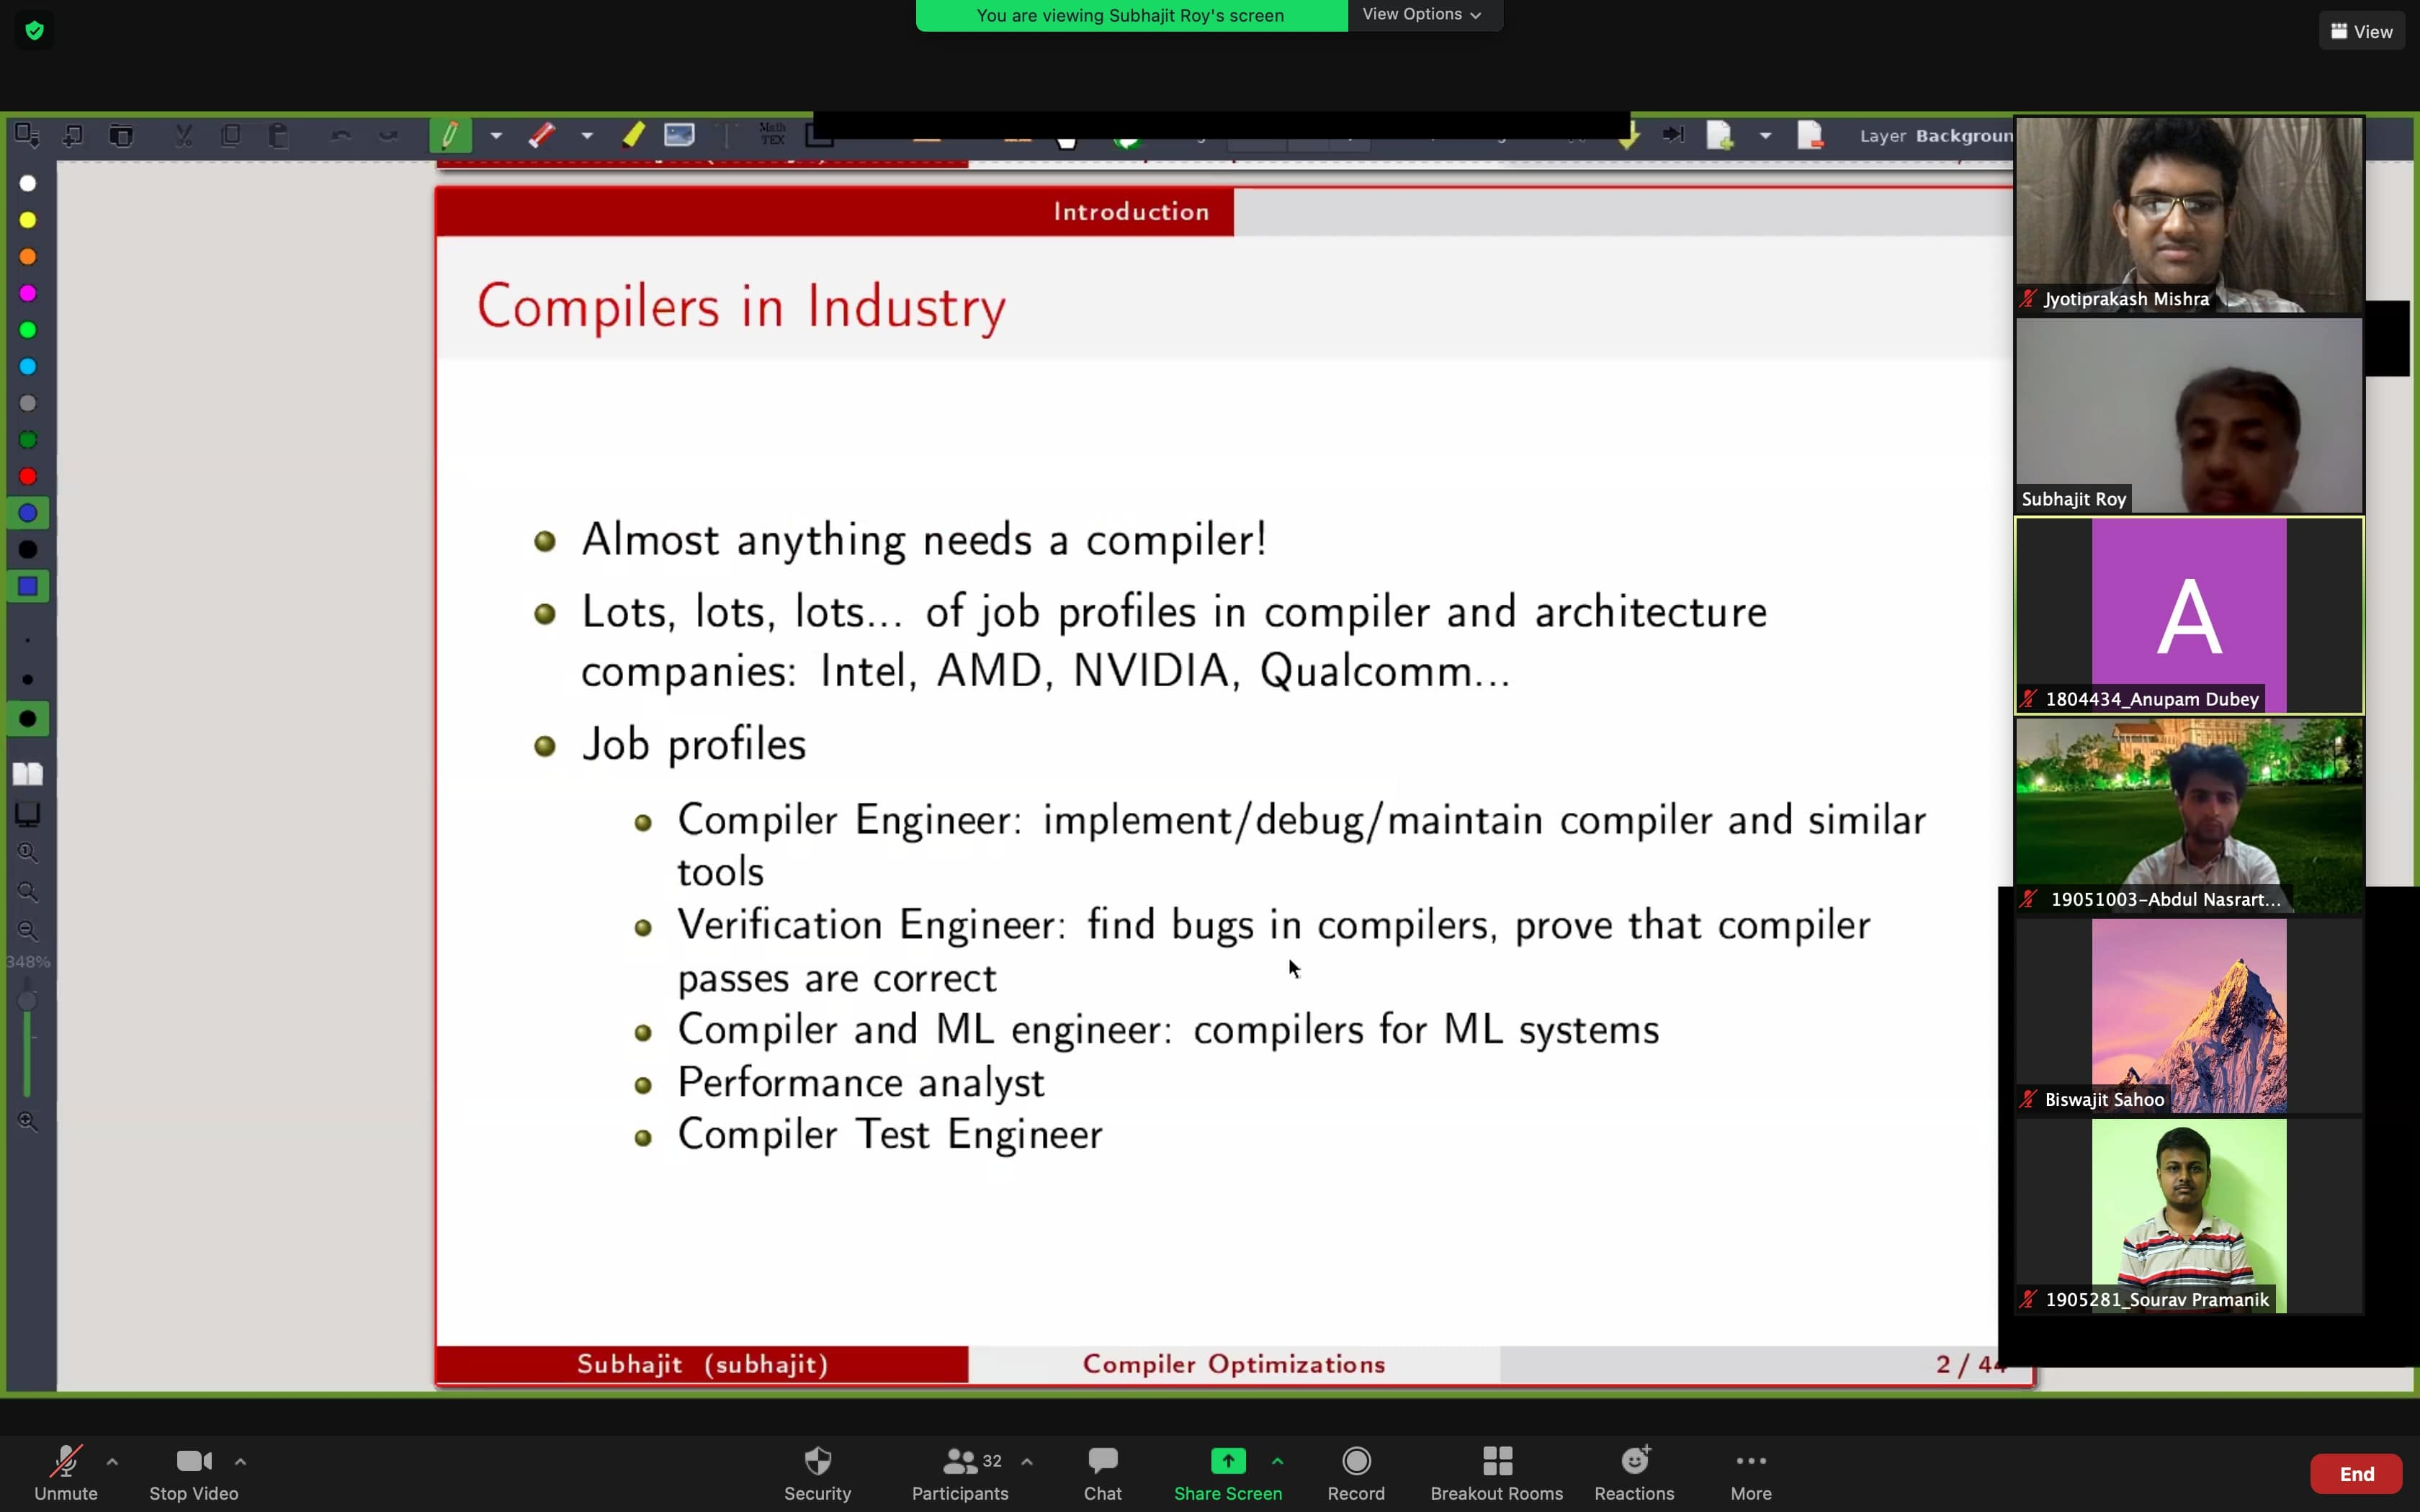 You are viewing Subhajit Roy's screen
View Options
View
Math
TEX
Layer Backgroun
Introduction
Compilers in Industry
Almost anything needs a compiler!
Lots, lots, lots... of job profiles in compiler and architecture
companies: Intel, AMD, NVIDIA, Qualcomm...
Job profiles
Compiler Engineer: implement/debug/maintain compiler and similar
tools
Verification Engineer: find bugs in compilers, prove that compiler
passes are correct
Compiler and ML engineer: compilers for ML systems
Performance analyst
Compiler Test Engineer
Subhajit (subhajit)
Compiler Optimizations
2 / 44
348%
Jyotiprakash Mishra
Subhajit Roy
A
1804434_Anupam Dubey
19051003-Abdul Nasrart...
Biswajit Sahoo
1905281_Sourav Pramanik
Unmute
Stop Video
Security
32
Participants
Chat
Share Screen
Record
Breakout Rooms
Reactions
More
End